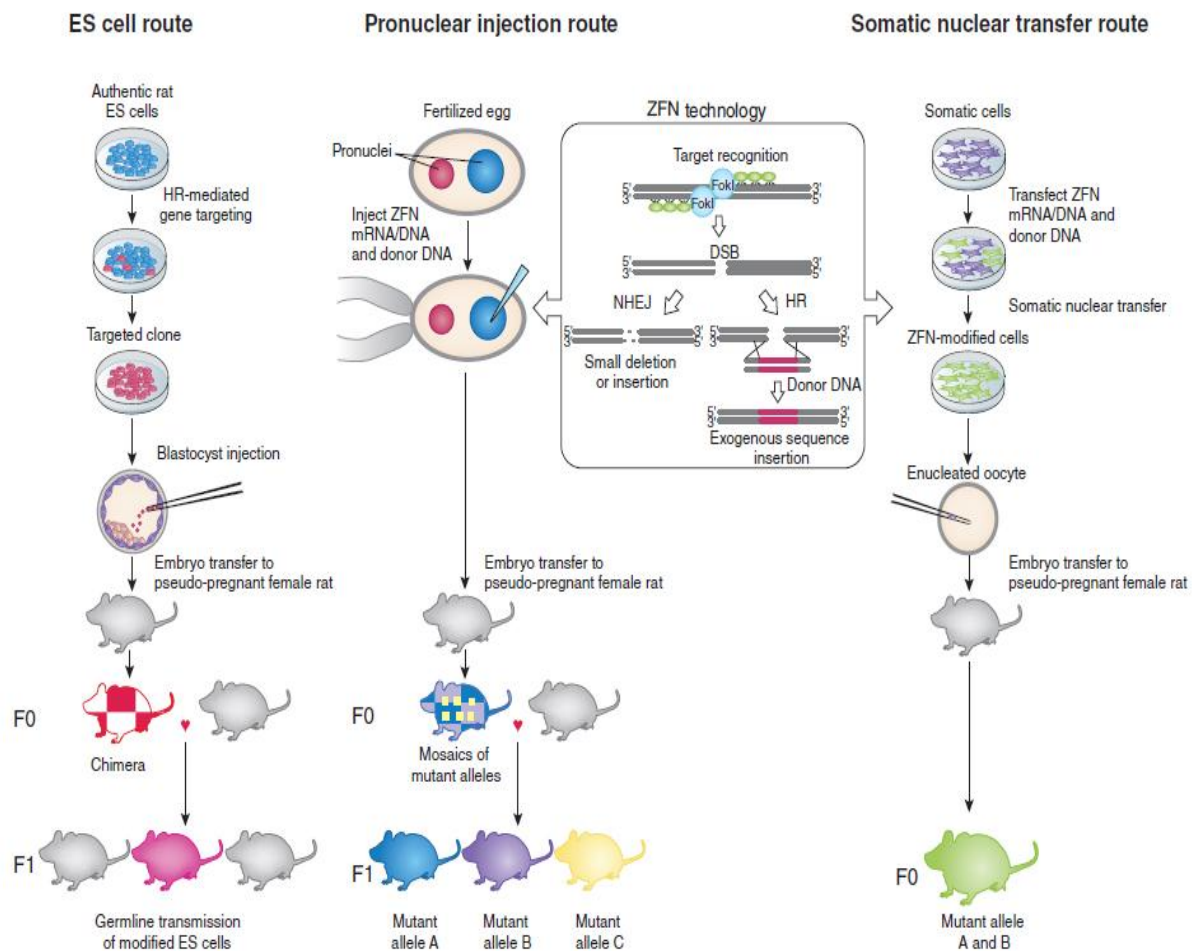 ES cell route
Authentic rat
ES cells
HR-mediated
gene targeting
Targeted clone
Blastocyst injection
Embryo transfer to
pseudo-pregnant female rat
F0
Chimera
F1
Germline transmission
of modified ES cells
Pronuclear injection route
Fertilized egg
Pronuclei
Inject ZFN
mRNA/DNA
and donor DNA
Embryo transfer to
pseudo-pregnant female rat
F0
Mosaics of
mutant alleles
F1
Mutant
allele A
Mutant
allele B
Mutant
allele C
ZFN technology
Target recognition
FokI
FokI
5' 3'
3' 5'
DSB
5' 3'
3' 5'
NHEJ
HR
5' 3'
3' 5'
Small deletion
or insertion
5' 3'
3' 5'
Donor DNA
5' 3'
3' 5'
Exogenous sequence
insertion
Somatic nuclear transfer route
Somatic cells
Transfect ZFN
mRNA/DNA and
donor DNA
Somatic nuclear transfer
ZFN-modified cells
Enucleated oocyte
Embryo transfer to
pseudo-pregnant female rat
F0
Mutant allele
A and B